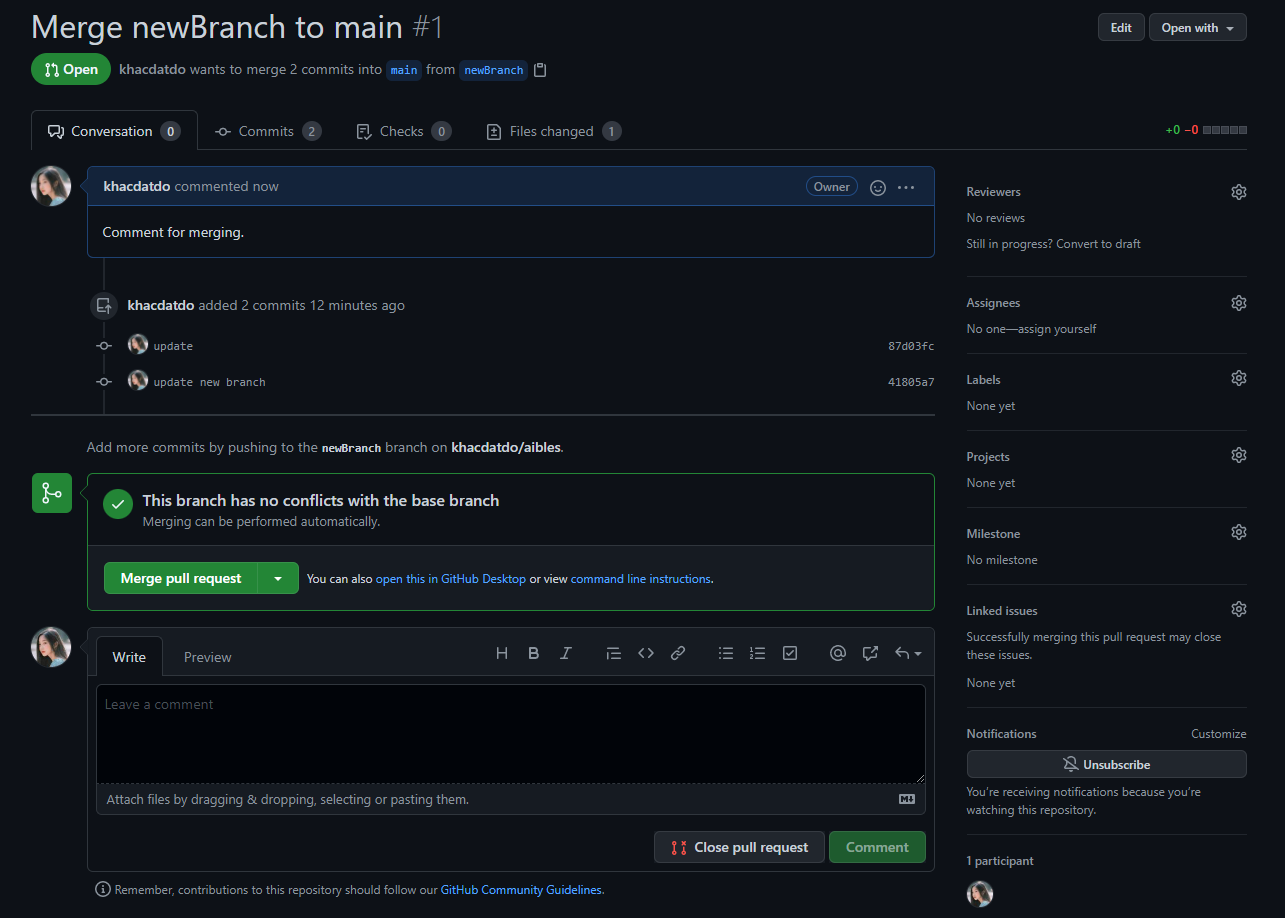 Merge newBranch to main #1
Edit
Open with
Open
khacdatdo wants to merge 2 commits into main from newBranch
Conversation 0
Commits 2
Checks 0
Files changed 1
+0 −0
khacdatdo commented now
Owner
Comment for merging.
khacdatdo added 2 commits 12 minutes ago
update
87d03fc
update new branch
41805a7
Add more commits by pushing to the newBranch branch on khacdatdo/aibles.
This branch has no conflicts with the base branch
Merging can be performed automatically.
Merge pull request
You can also open this in GitHub Desktop or view command line instructions.
Write
Preview
Leave a comment
Attach files by dragging & dropping, selecting or pasting them.
Close pull request
Comment
Remember, contributions to this repository should follow our GitHub Community Guidelines.
Reviewers
No reviews
Still in progress? Convert to draft
Assignees
No one—assign yourself
Labels
None yet
Projects
None yet
Milestone
No milestone
Linked issues
Successfully merging this pull request may close
these issues.
None yet
Notifications
Customize
Unsubscribe
You're receiving notifications because you're
watching this repository.
1 participant